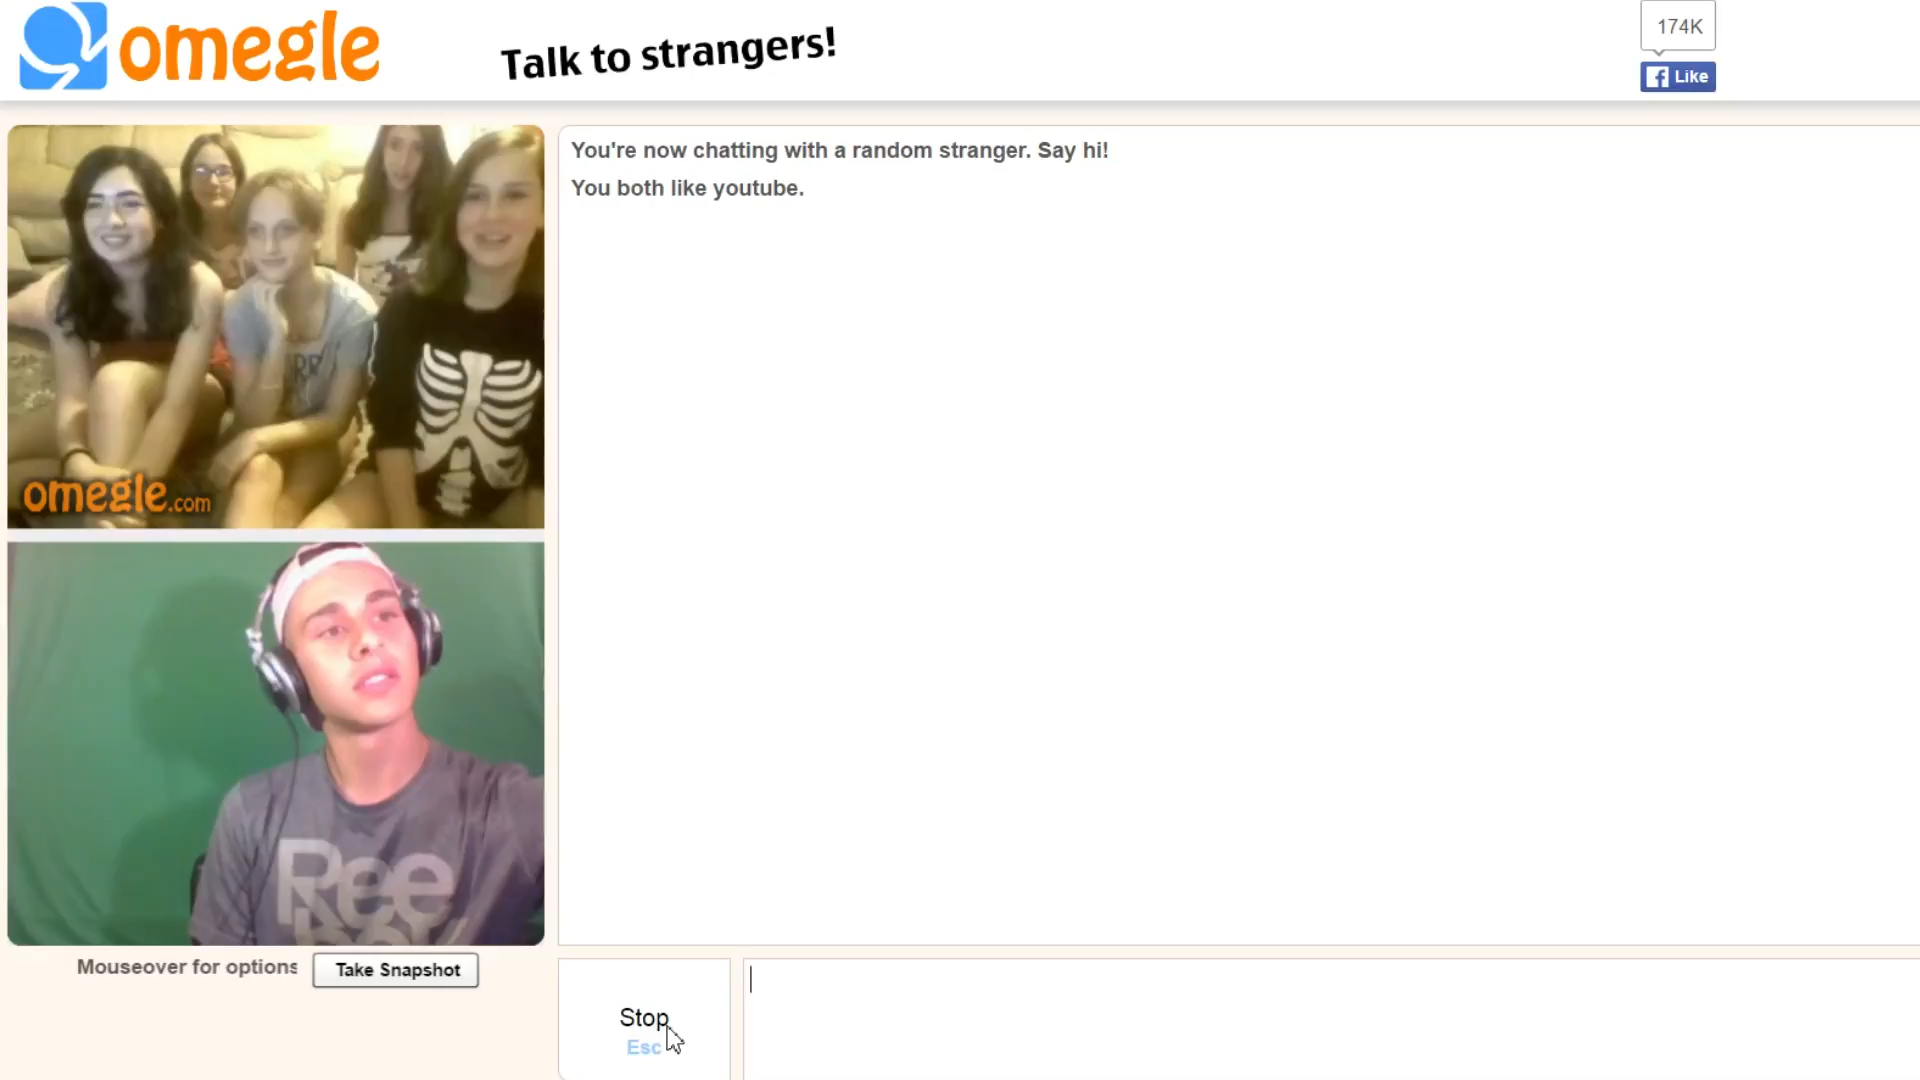 omegle
Talk to strangers!
174K
Like
You're now chatting with a random stranger. Say hi!
You both like youtube.
omegle.com
Ree
Mouseover for options
Take Snapshot
Stop
Esc